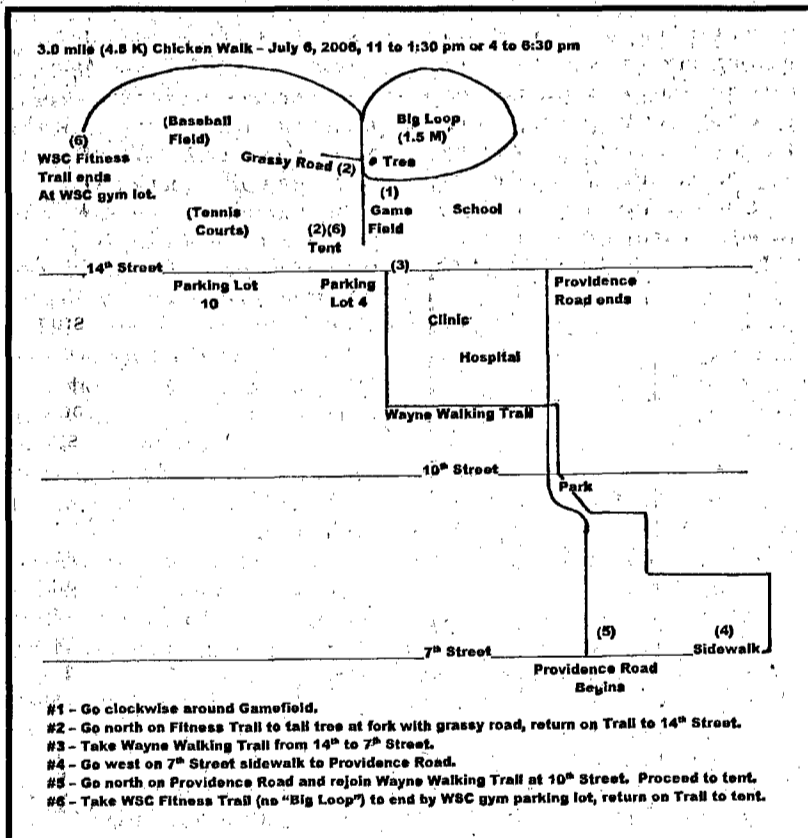 3.0 mile (4.8 K) Chicken Walk – July 6, 2006, 11 to 1:30 pm or 4 to 6:30 pm
(Baseball
Field)
Big Loop
(1.5 M)
(6)
WSC Fitness
Trail ends
At WSC gym lot.
Grassy Road (2)
Tree
(1)
Game
Field
School
(Tennis
Courts)
(2)(6)
Tent
14th Street
(3)
Parking Lot
10
Parking
Lot 4
Providence
Road ends
Clinic
Hospital
Wayne Walking Trail
10th Street
Park
(5)
(4)
Sidewalk
7th Street
Providence Road
Begins
#1 – Go clockwise around Gamefield.
#2 – Go north on Fitness Trail to tall tree at fork with grassy road, return on Trail to 14th Street.
#3 – Take Wayne Walking Trail from 14th to 7th Street.
#4 – Go west on 7th Street sidewalk to Providence Road.
#5 – Go north on Providence Road and rejoin Wayne Walking Trail at 10th Street. Proceed to tent.
#6 – Take WSC Fitness Trail (no "Big Loop") to end by WSC gym parking lot, return on Trail to tent.